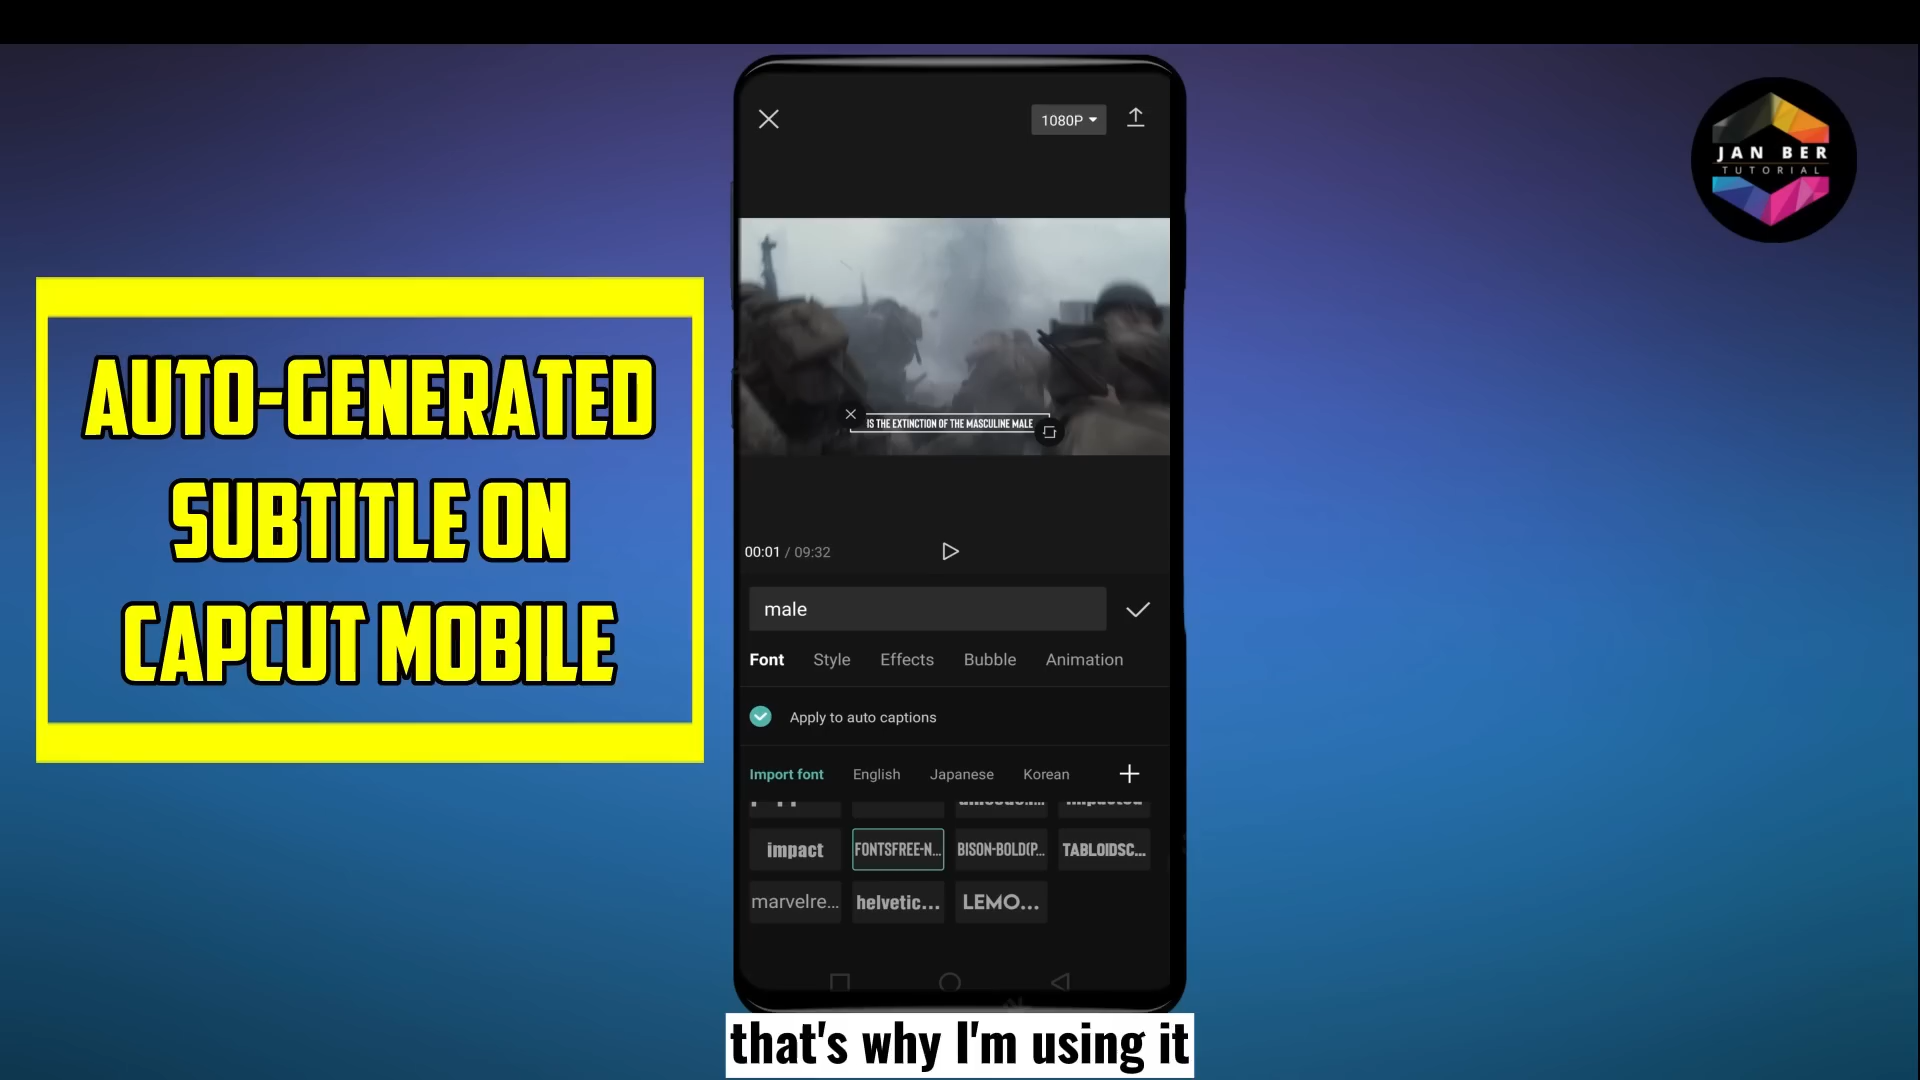 JAN BER
TUTORIAL
1080P
AUTO-GENERATED
SUBTITLE ON
CAPCUT MOBILE
IS THE EXTINCTION OF THE MASCULINE MALE
00:01 / 09:32
male
Font Style Effects Bubble Animation
Apply to auto captions
Import font English Japanese Korean
impact FONTSFREE-N... BISON-BOLD(P... TABLOIDSC...
marvelre... helvetic... LEMO...
that's why I'm using it